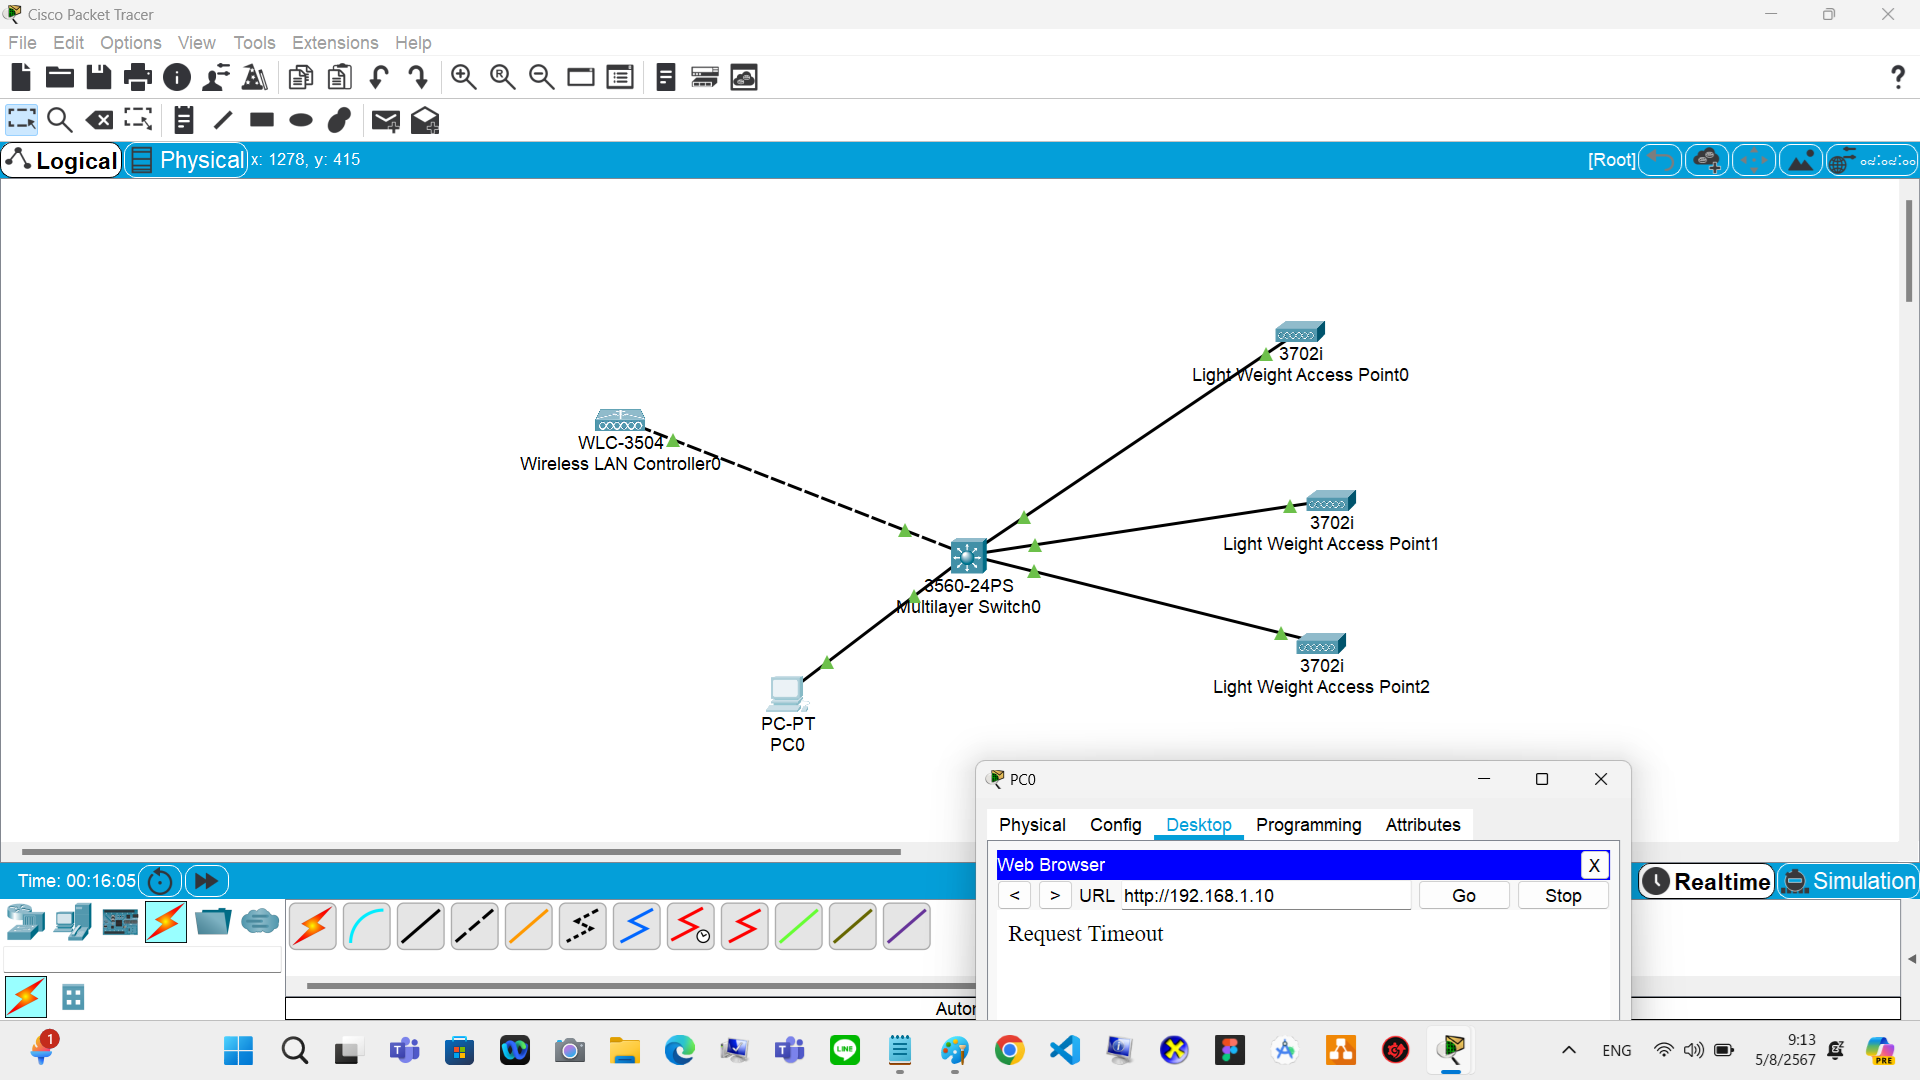 Cisco Packet Tracer
File Edit Options View Tools Extensions Help
Logical Physical x: 1278, y: 415 [Root]
3702i
Light Weight Access Point0
WLC-3504
Wireless LAN Controller0
3702i
Light Weight Access Point1
3560-24PS
Multilayer Switch0
3702i
Light Weight Access Point2
PC-PT
PC0
PC0
Physical Config Desktop Programming Attributes
Web Browser X
Time: 00:16:05 Realtime Simulation
< > URL http://192.168.1.10 Go Stop
Request Timeout
Autor
1 LINE ENG 9:13
5/8/2567 PRE